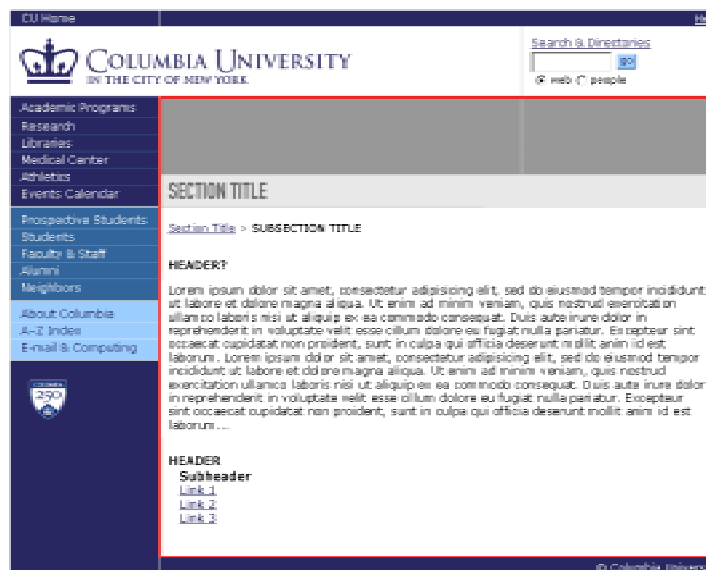 CU Home
He
COLUMBIA UNIVERSITY
IN THE CITY OF NEW YORK
Search & Directories
go
web people
Academic Programs
Research
Libraries
Medical Center
Athletics
Events Calendar
Prospective Students
Students
Faculty & Staff
Alumni
Neighbors
About Columbia
A-Z Index
E-mail & Computing
COLUMBIA
250
SECTION TITLE
Section Title > SUBSECTION TITLE
HEADER?
Lorem ipsum dolor sit amet, consectetur adipisicing elit, sed do eiusmod tempor incididunt
ut labore et dolore magna aliqua. Ut enim ad minim veniam, quis nostrud exercitation
ullamco laboris nisi ut aliquip ex ea commodo consequat. Duis aute irure dolor in
reprehenderit in voluptate velit esse cillum dolore eu fugiat nulla pariatur. Excepteur sint
occaecat cupidatat non proident, sunt in culpa qui officia deserunt mollit anim id est
laborum. Lorem ipsum dolor sit amet, consectetur adipisicing elit, sed do eiusmod tempor
incididunt ut labore et dolore magna aliqua. Ut enim ad minim veniam, quis nostrud
exercitation ullamco laboris nisi ut aliquip ex ea commodo consequat. Duis aute irure dolor
in reprehenderit in voluptate velit esse cillum dolore eu fugiat nulla pariatur. Excepteur
sint occaecat cupidatat non proident, sunt in culpa qui officia deserunt mollit anim id est
laborum...
HEADER
Subheader
Link 1
Link 2
Link 3
© Columbia Univers